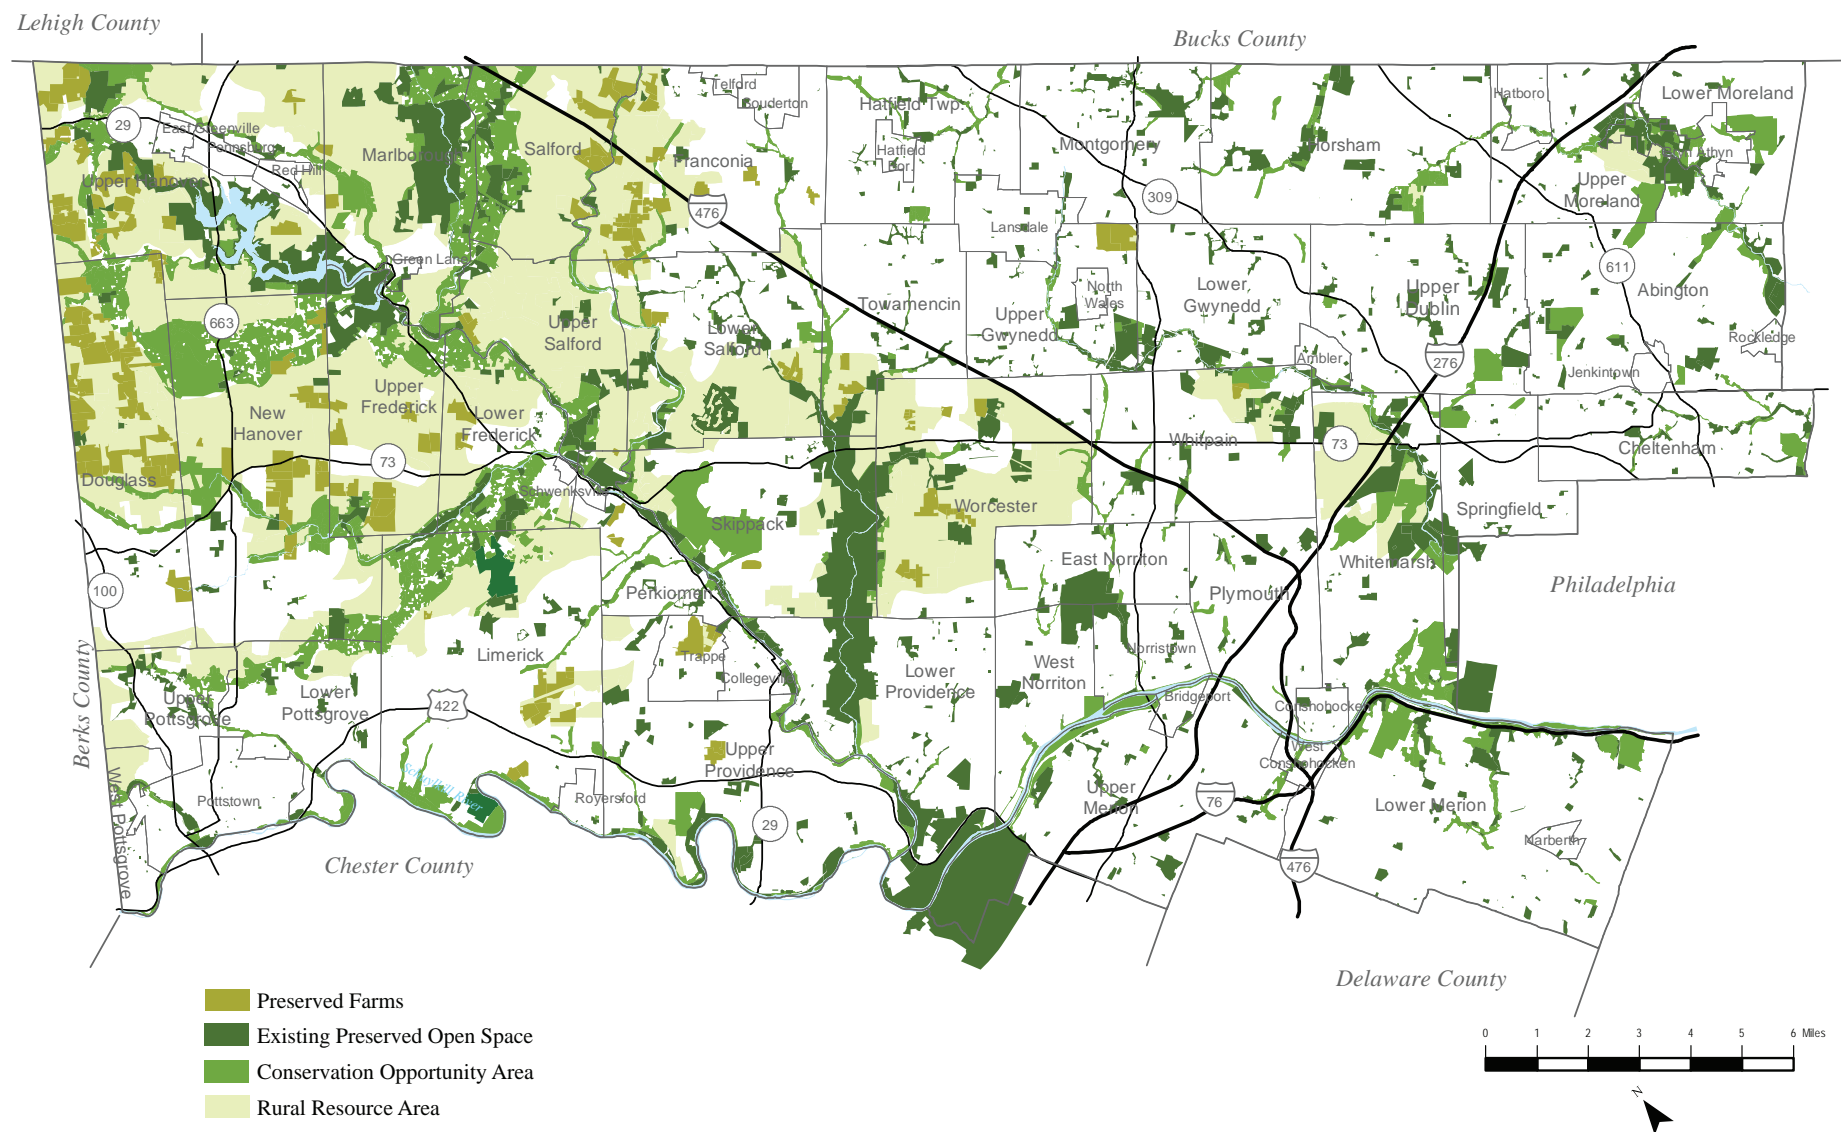 Lehigh County
Bucks County
Telford
Souderton
Hatfield Twp.
Hatboro
Lower Moreland
29
East Greenville
Pennsburg
Red Hill
Marlborough
Salford
Franconia
Hatfield
Bor.
Montgomery
Horsham
Bryn Athyn
Upper Hanover
476
309
Upper
Moreland
Lansdale
Green Lane
611
663
Upper
Salford
Lower
Salford
Towamencin
Upper
Gwynedd
North
Wales
Lower
Gwynedd
Upper
Dublin
Abington
Rockledge
Ambler
276
Jenkintown
New
Hanover
Upper
Frederick
Lower
Frederick
73
Whitpain
73
Cheltenham
Douglass
Schwenksville
Skippack
Worcester
Springfield
100
Perkiomen
East Norriton
Plymouth
Whitemarsh
Philadelphia
Berks County
Limerick
Trappe
Collegeville
Lower
Providence
West
Norriton
Norristown
Bridgeport
Conshohocken
West
Conshohocken
Upper
Pottsgrove
Lower
Pottsgrove
422
Upper
Providence
West Pottsgrove
Pottstown
Schuylkill River
Royersford
29
Upper
Merion
76
Lower Merion
Narberth
476
Chester County
Delaware County
Preserved Farms
Existing Preserved Open Space
Conservation Opportunity Area
Rural Resource Area
0 1 2 3 4 5 6 Miles
N